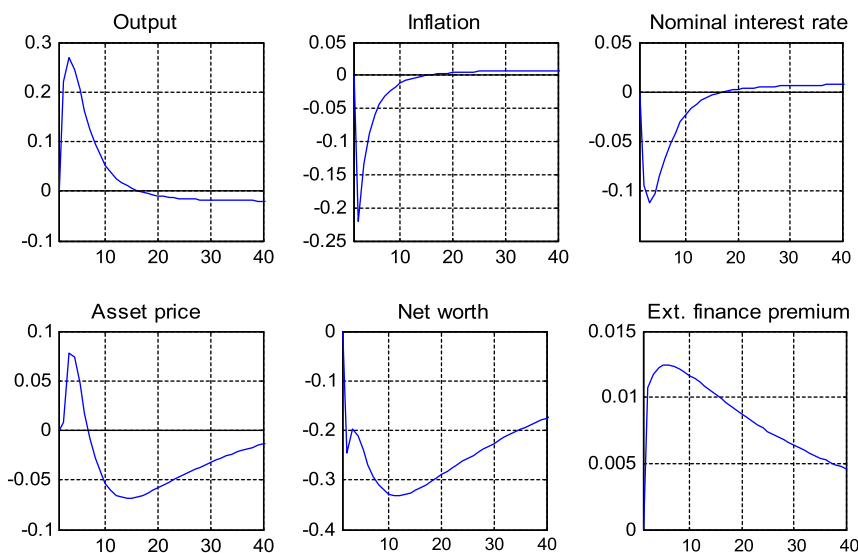 Output
0.3
0.2
0.1
0
-0.1
10 20 30 40
Inflation
0.05
0
-0.05
-0.1
-0.15
-0.2
-0.25
10 20 30 40
Nominal interest rate
0.05
0
-0.05
-0.1
10 20 30 40
Asset price
0.1
0.05
0
-0.05
-0.1
10 20 30 40
Net worth
0
-0.1
-0.2
-0.3
-0.4
10 20 30 40
Ext. finance premium
0.015
0.01
0.005
0
10 20 30 40